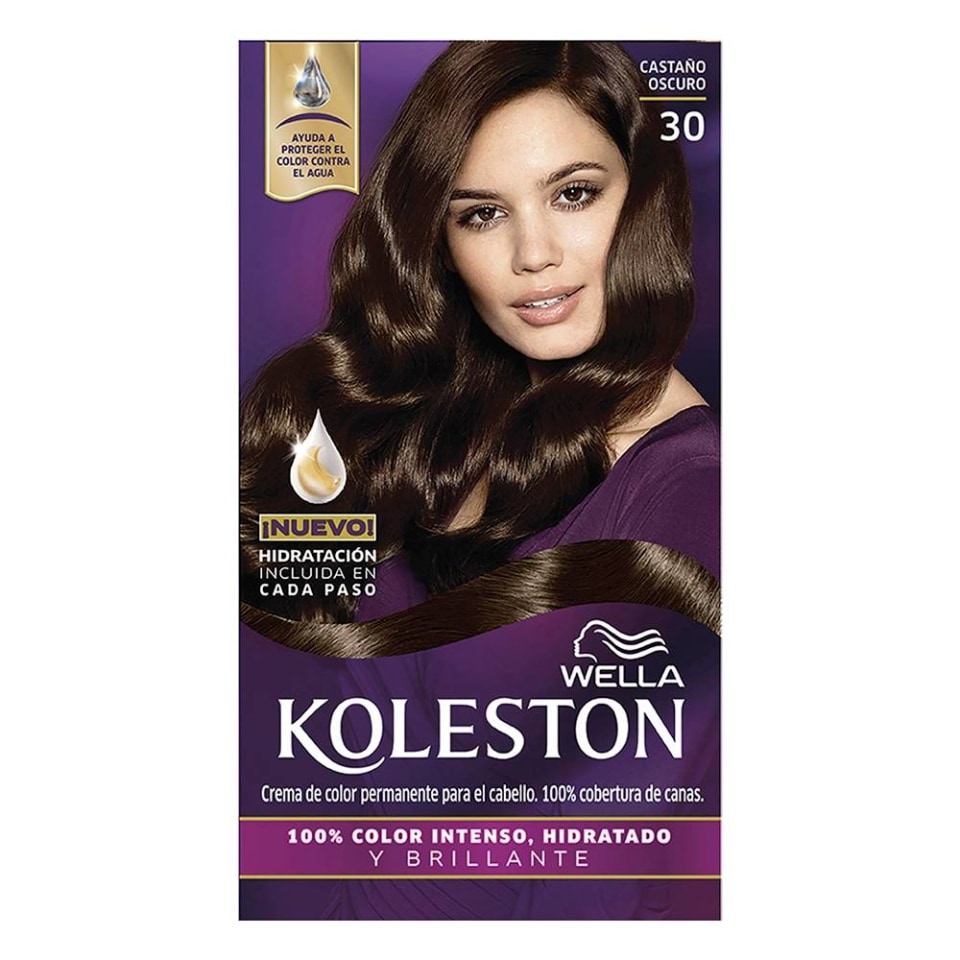 AYUDA A
PROTEGER EL
COLOR CONTRA
EL AGUA
CASTAÑO
OSCURO
30
¡NUEVO!
HIDRATACIÓN
INCLUIDA EN
CADA PASO
WELLA
KOLESTON
Crema de color permanente para el cabello. 100% cobertura de canas.
100% COLOR INTENSO, HIDRATADO
Y BRILLANTE